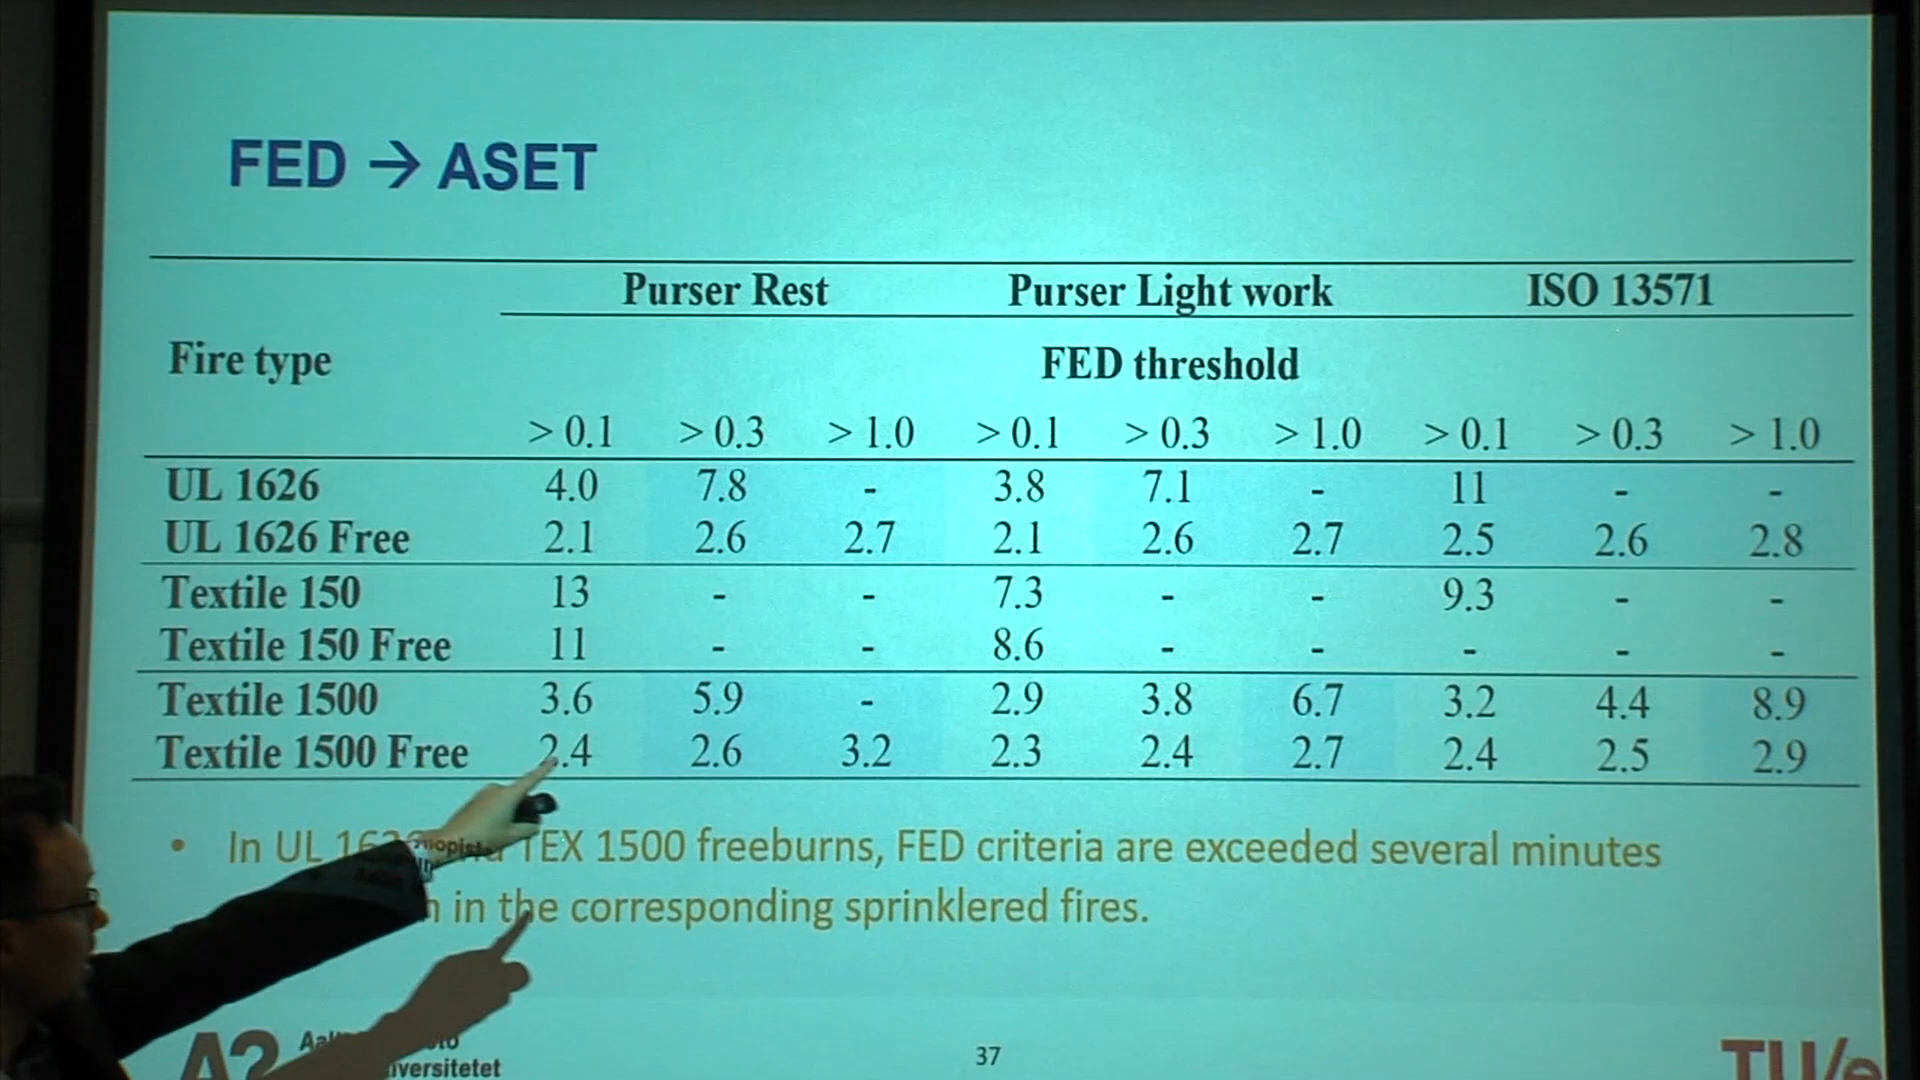 FED → ASET
Purser Rest Purser Light work ISO 13571
Fire type FED threshold
> 0.1 > 0.3 > 1.0 > 0.1 > 0.3 > 1.0 > 0.1 > 0.3 > 1.0
UL 1626 4.0 7.8 - 3.8 7.1 - 11 - -
UL 1626 Free 2.1 2.6 2.7 2.1 2.6 2.7 2.5 2.6 2.8
Textile 150 13 - - 7.3 - - 9.3 - -
Textile 150 Free 11 - - 8.6 - - - - -
Textile 1500 3.6 5.9 - 2.9 3.8 6.7 3.2 4.4 8.9
Textile 1500 Free 2.4 2.6 3.2 2.3 2.4 2.7 2.4 2.5 2.9
• In UL TEX 1500 freeburns, FED criteria are exceeded several minutes
in the corresponding sprinklered fires.
37
TU/e